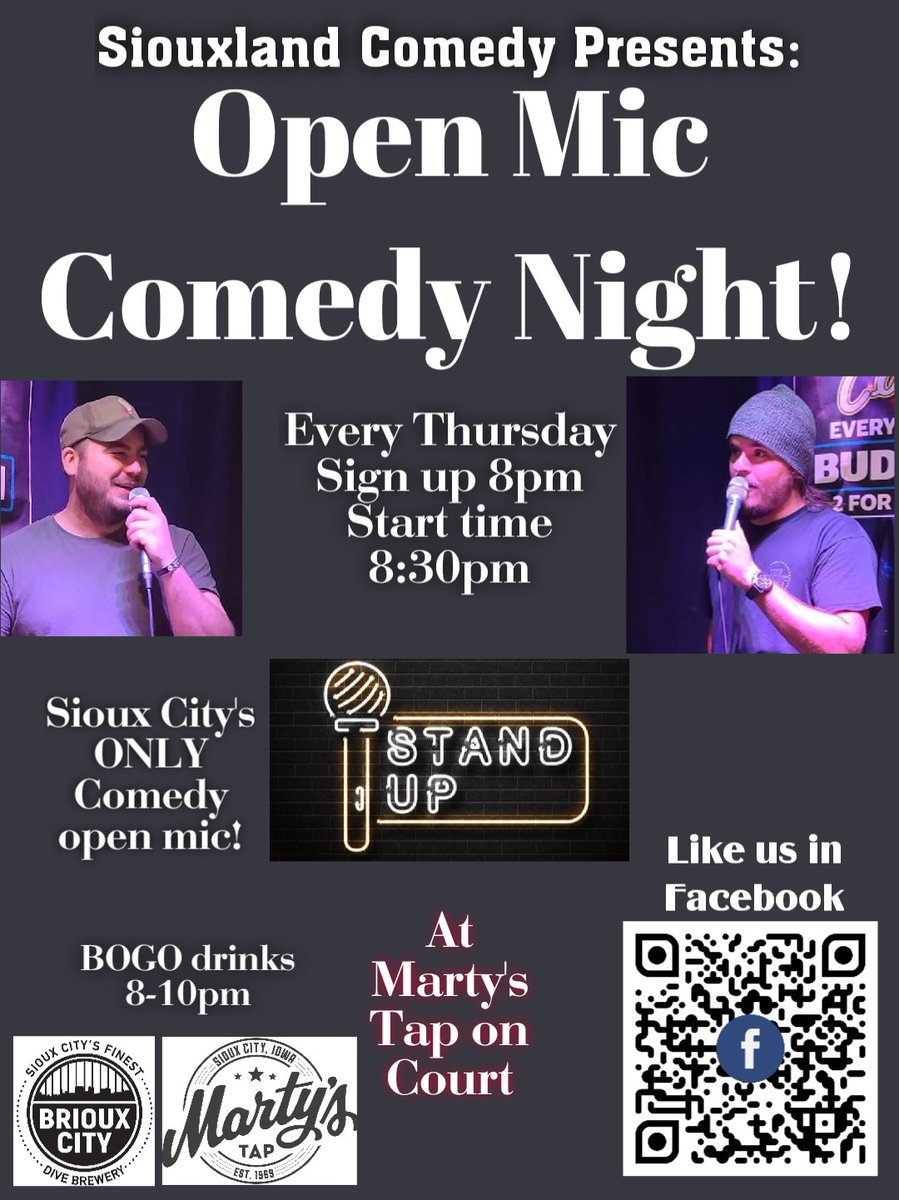 Siouxland Comedy Presents:
Open Mic
Comedy Night!
Every Thursday
Sign up 8pm
Start time
8:30pm
EVERY
BUD
2 FOR
Sioux City's
ONLY
Comedy
open mic!
STAND
UP
Like us in
Facebook
BOGO drinks
8-10pm
At
Marty's
Tap on
Court
SIOUX CITY'S FINEST
BRIOUX
CITY
DIVE BREWERY
SIOUX CITY, IOWA
Marty's
TAP
EST. 1969
f